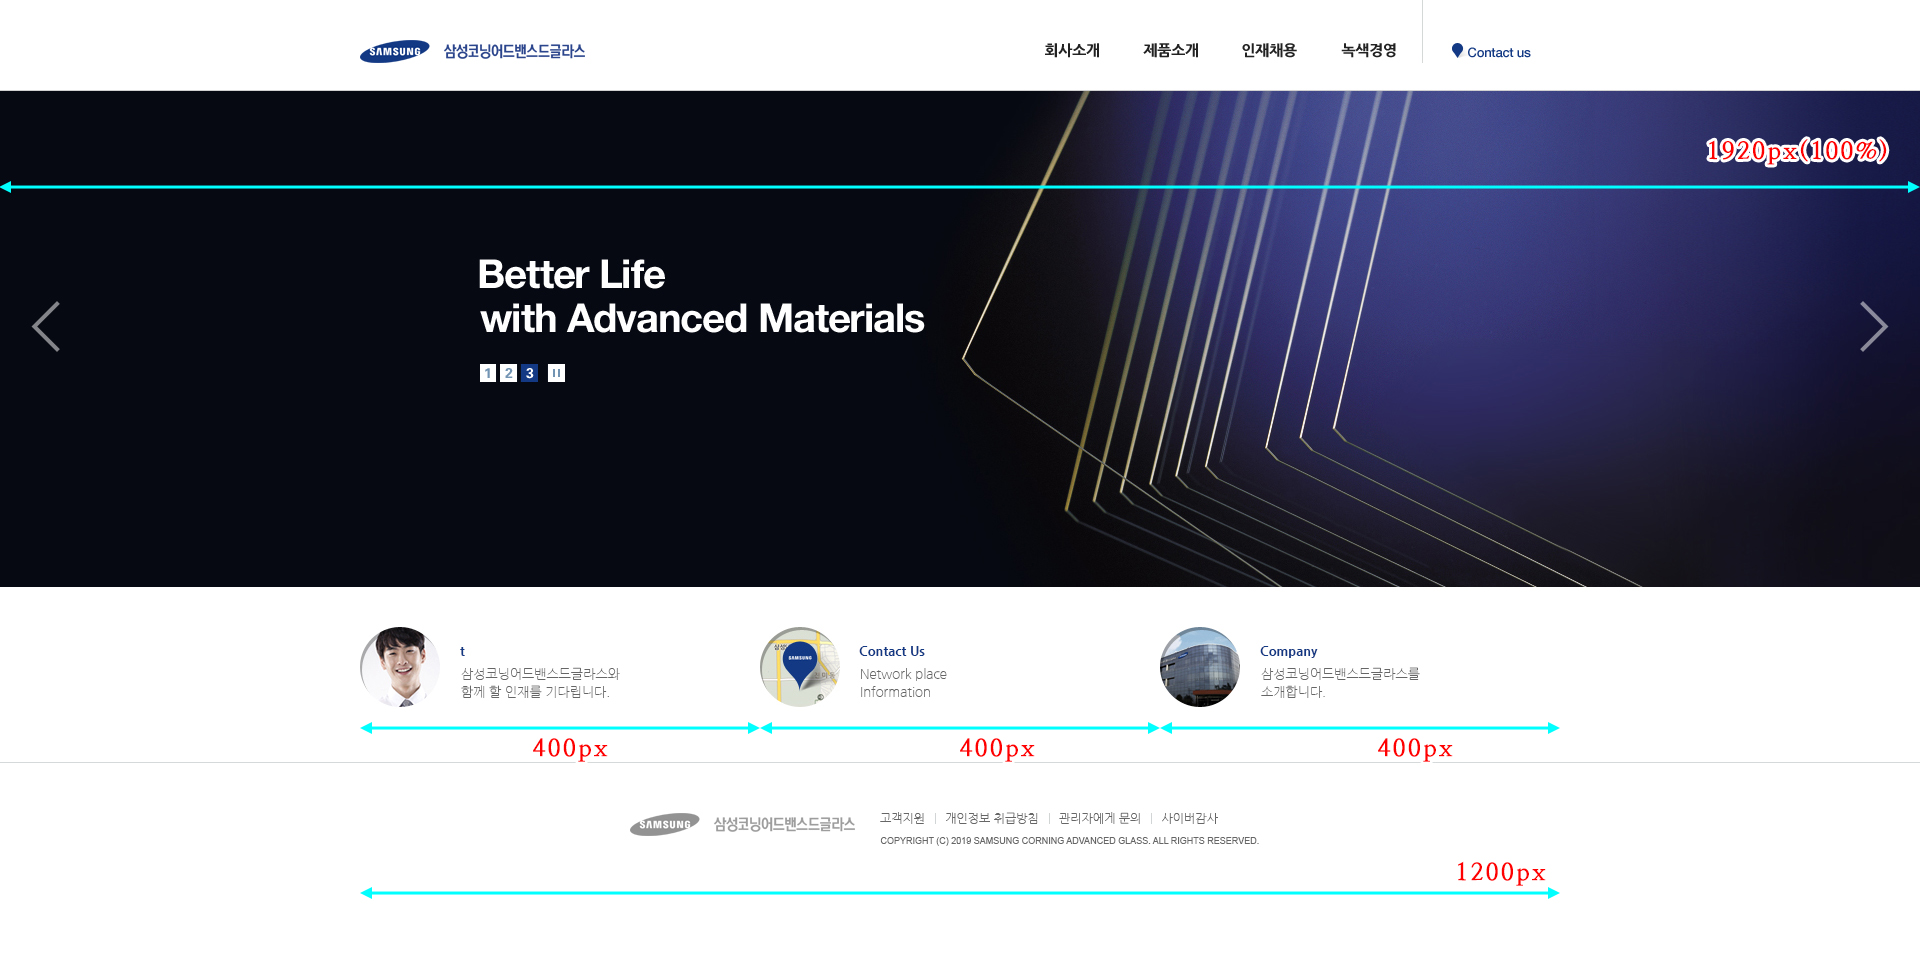 SAMSUNG 삼성코닝어드밴스드글라스
회사소개 제품소개 인재채용 녹색경영 Contact us
1920px(100%)
Better Life
with Advanced Materials
1 2 3
t
삼성코닝어드밴스드글라스와
함께 할 인재를 기다립니다.
SAMSUNG
Contact Us
Network place
Information
Company
삼성코닝어드밴스드글라스를
소개합니다.
400px 400px 400px
SAMSUNG 삼성코닝어드밴스드글라스
고객지원 개인정보 취급방침 관리자에게 문의 사이버감사
COPYRIGHT (C) 2019 SAMSUNG CORNING ADVANCED GLASS. ALL RIGHTS RESERVED.
1200px